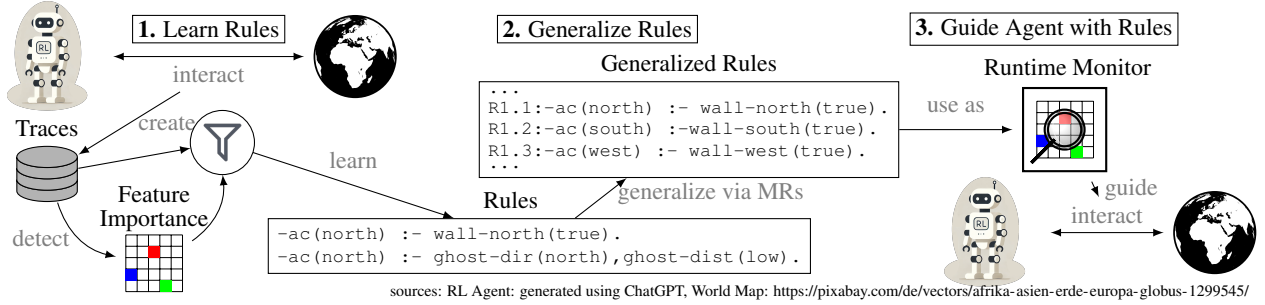 1. Learn Rules
2. Generalize Rules
3. Guide Agent with Rules
RL
interact
Traces
create
detect
Feature
Importance
learn
Generalized Rules
...
R1.1:-ac(north) :- wall-north(true).
R1.2:-ac(south) :-wall-south(true).
R1.3:-ac(west) :- wall-west(true).
...
generalize via MRs
Rules
-ac(north) :- wall-north(true).
-ac(north) :- ghost-dir(north),ghost-dist(low).
use as
Runtime Monitor
guide
interact
RL
sources: RL Agent: generated using ChatGPT, World Map: https://pixabay.com/de/vectors/afrika-asien-erde-europa-globus-1299545/